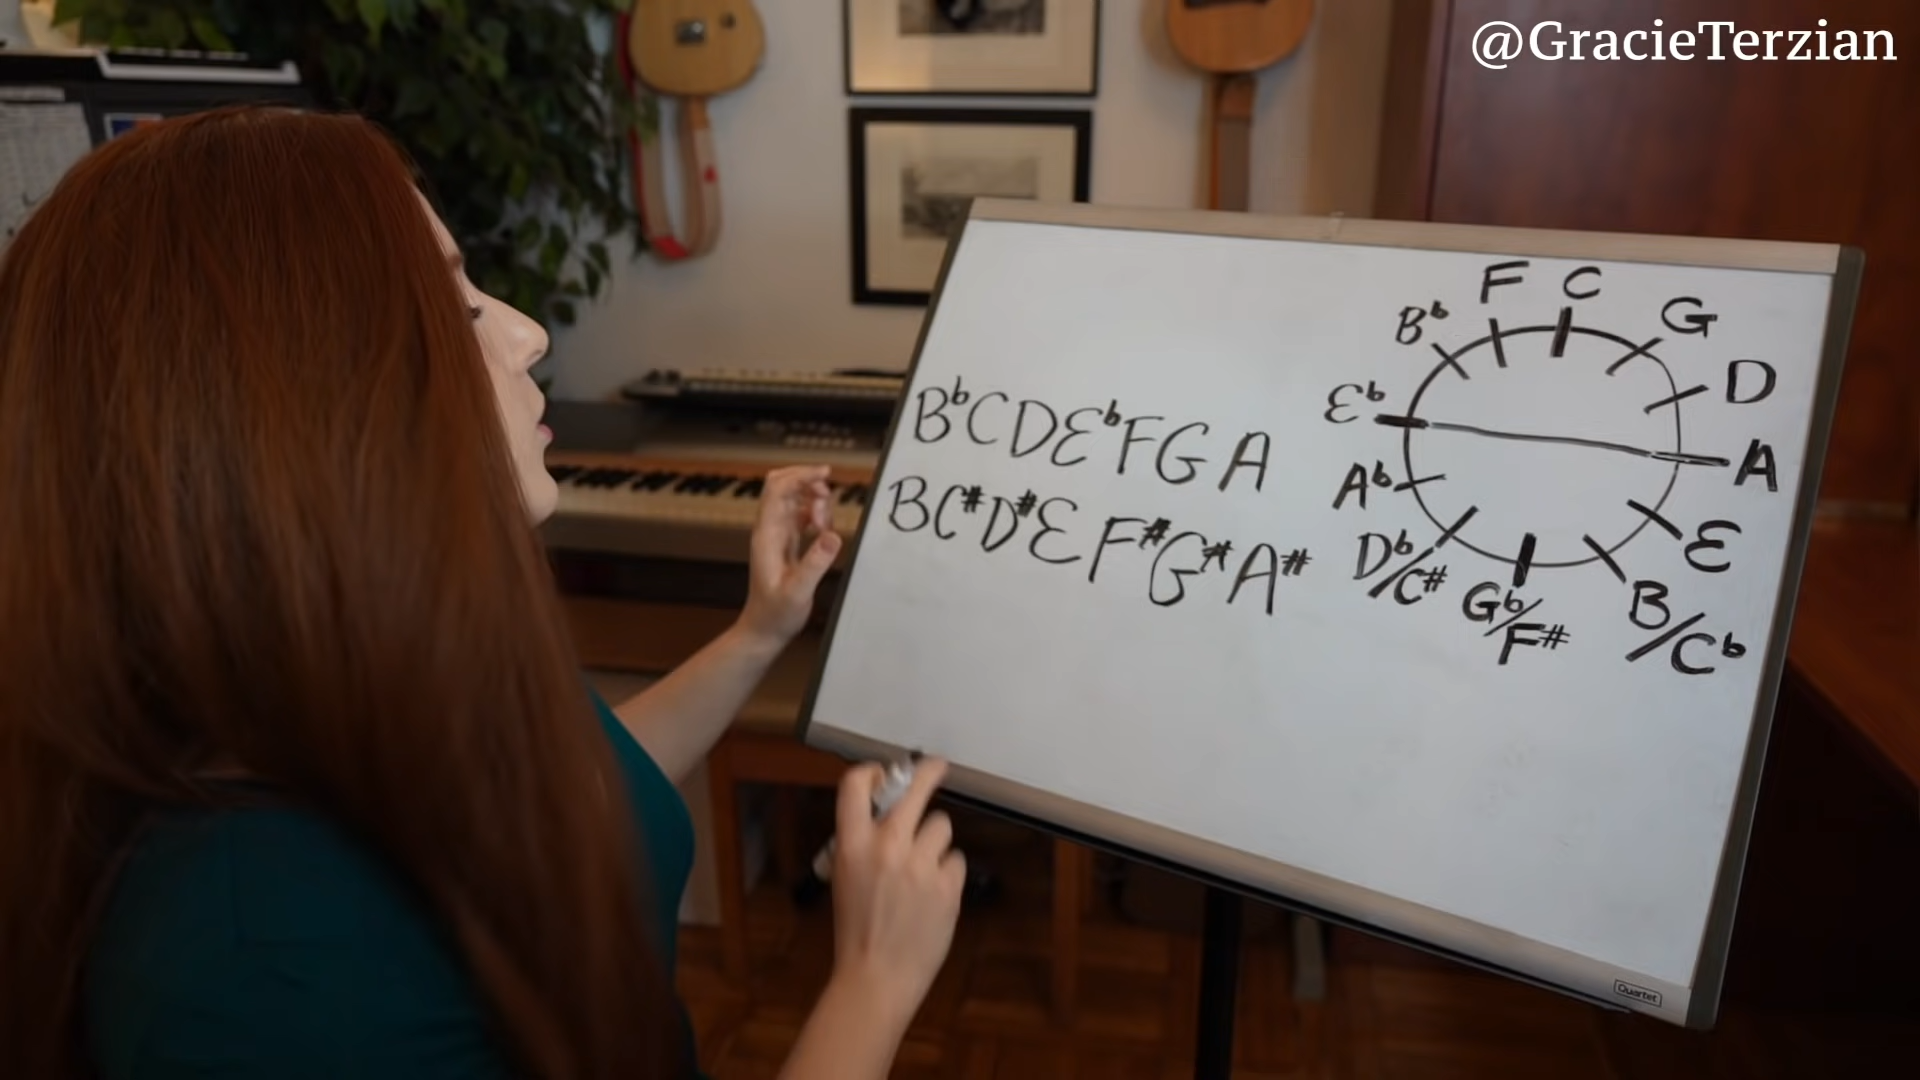 @GracieTerzian
F C G
B♭ D
E♭ A
A♭ E
D♭/C# G♭/F# B/C♭
B♭ C D E♭ F G A
B C# D# E F# G# A#
Quartet